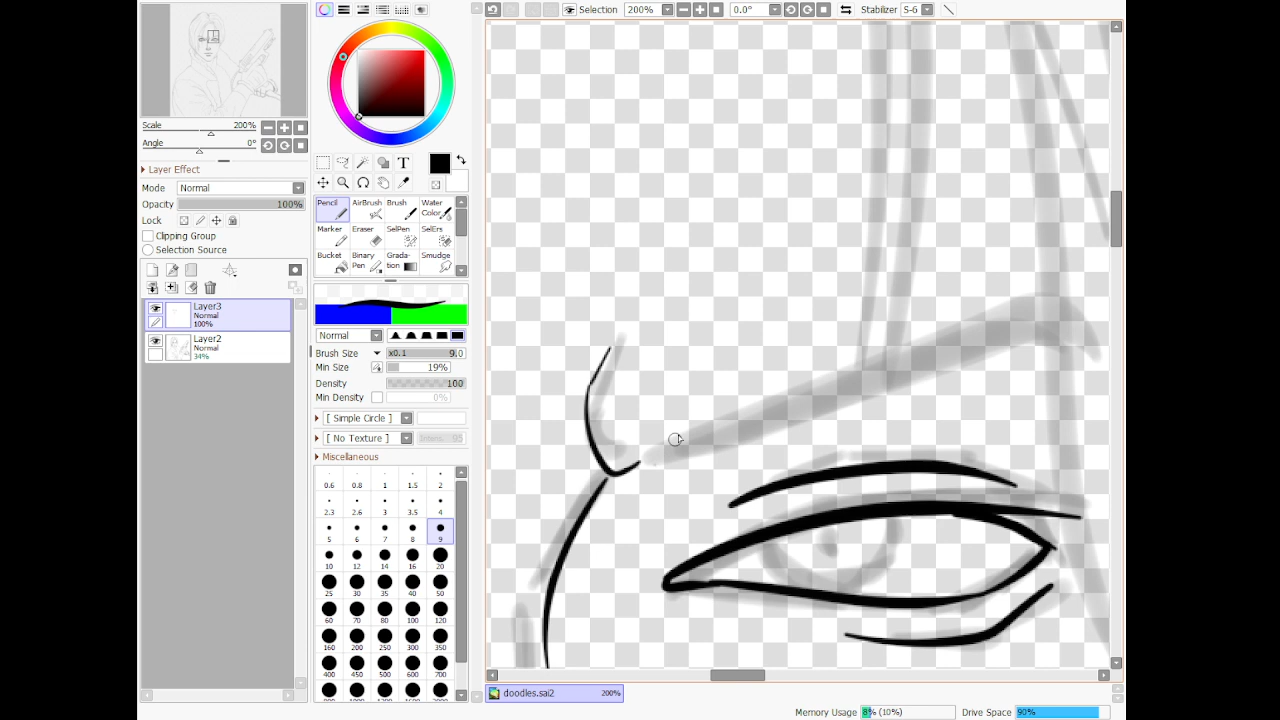 Selection 200% 0.0° Stabilizer S-6
Scale 200%
Angle 0°
Layer Effect
Mode Normal
Opacity 100%
Lock
Clipping Group
Selection Source
Layer3
Normal
100%
Layer2
Normal
34%
T
Pencil AirBrush Brush Water Color
Marker Eraser SelPen SelErs
Bucket Binary Pen Grada-tion Smudge
Normal
Brush Size x0.1 9.0
Min Size 19%
Density 100
Min Density 0%
[ Simple Circle ]
[ No Texture ] 95
Miscellaneous
0.6 0.8 1 1.5 2
2.3 2.6 3 3.5 4
5 6 7 8 9
10 12 14 16 20
25 30 35 40 50
60 70 80 100 120
160 200 250 300 350
400 450 500 600 700
doodles.sai2 200%
Memory Usage 8% (10%) Drive Space 90%